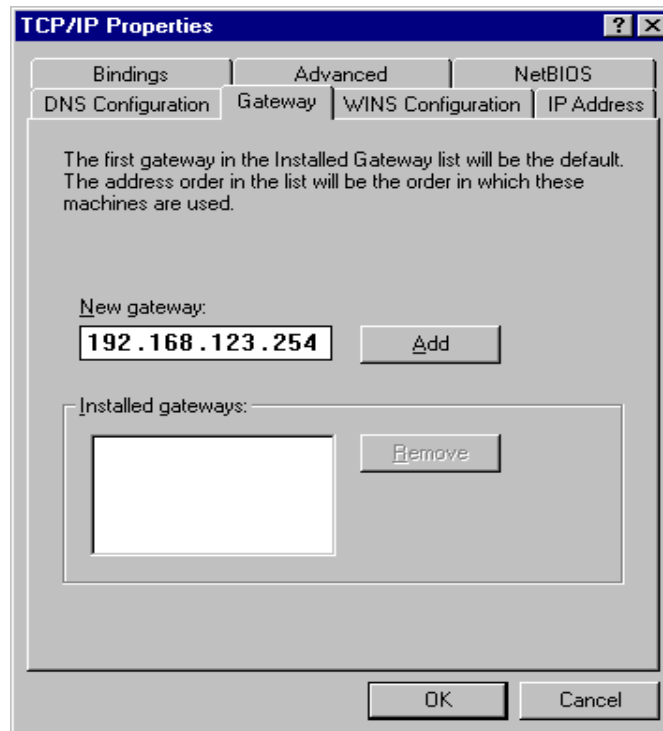 TCP/IP Properties
Bindings Advanced NetBIOS
DNS Configuration Gateway WINS Configuration IP Address
The first gateway in the Installed Gateway list will be the default.
The address order in the list will be the order in which these
machines are used.
New gateway:
192.168.123.254 Add
Installed gateways:
Remove
OK Cancel